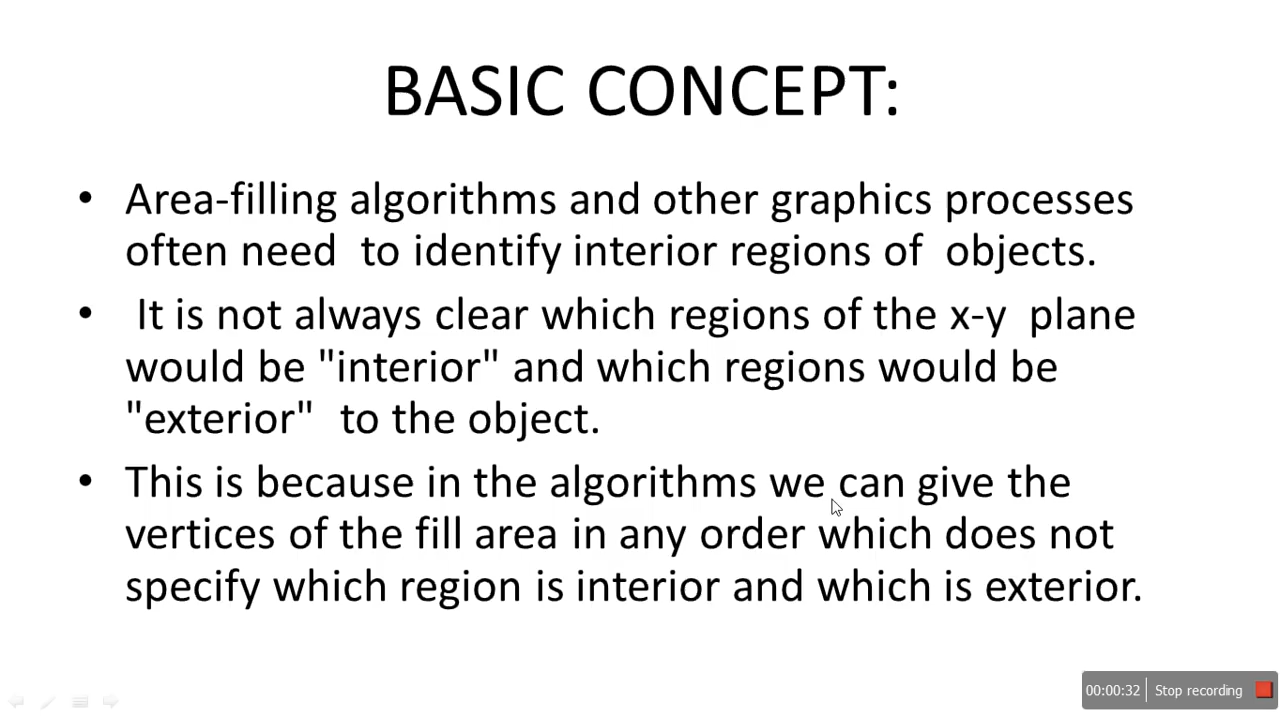 BASIC CONCEPT:
• Area-filling algorithms and other graphics processes
often need  to identify interior regions of  objects.
•  It is not always clear which regions of the x-y  plane
would be "interior" and which regions would be
"exterior"  to the object.
• This is because in the algorithms we can give the
vertices of the fill area in any order which does not
specify which region is interior and which is exterior.
00:00:32 Stop recording